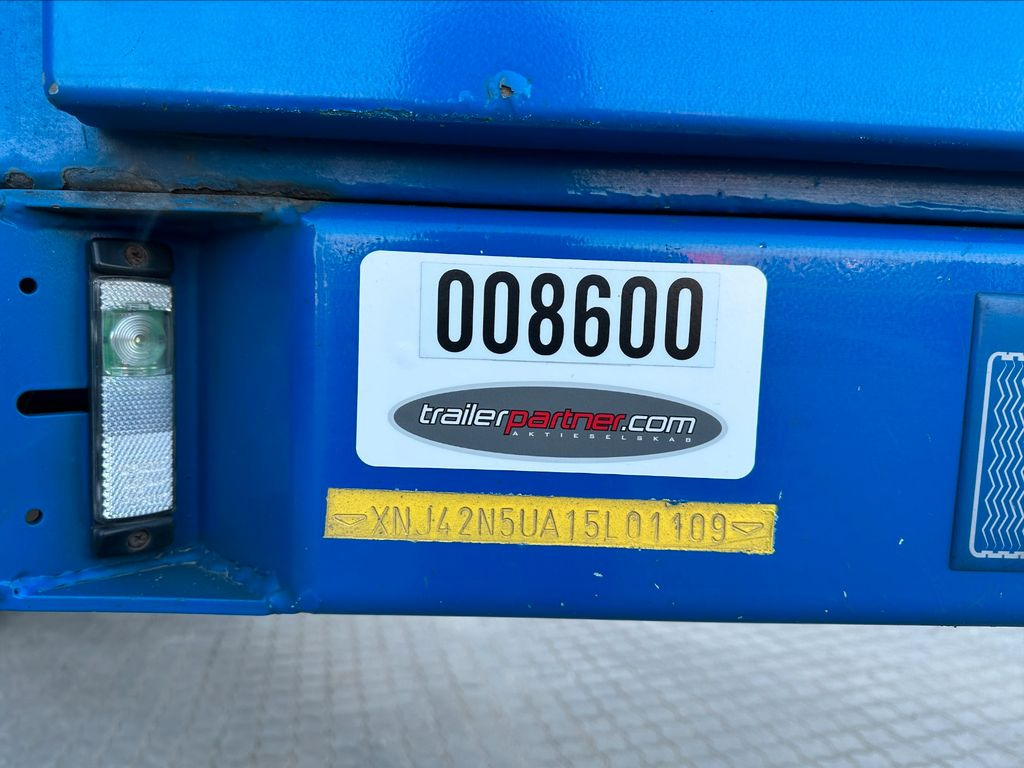 008600
trailerpartner.com
AKTIESELSKAB
XNJ42N5UA15L01109